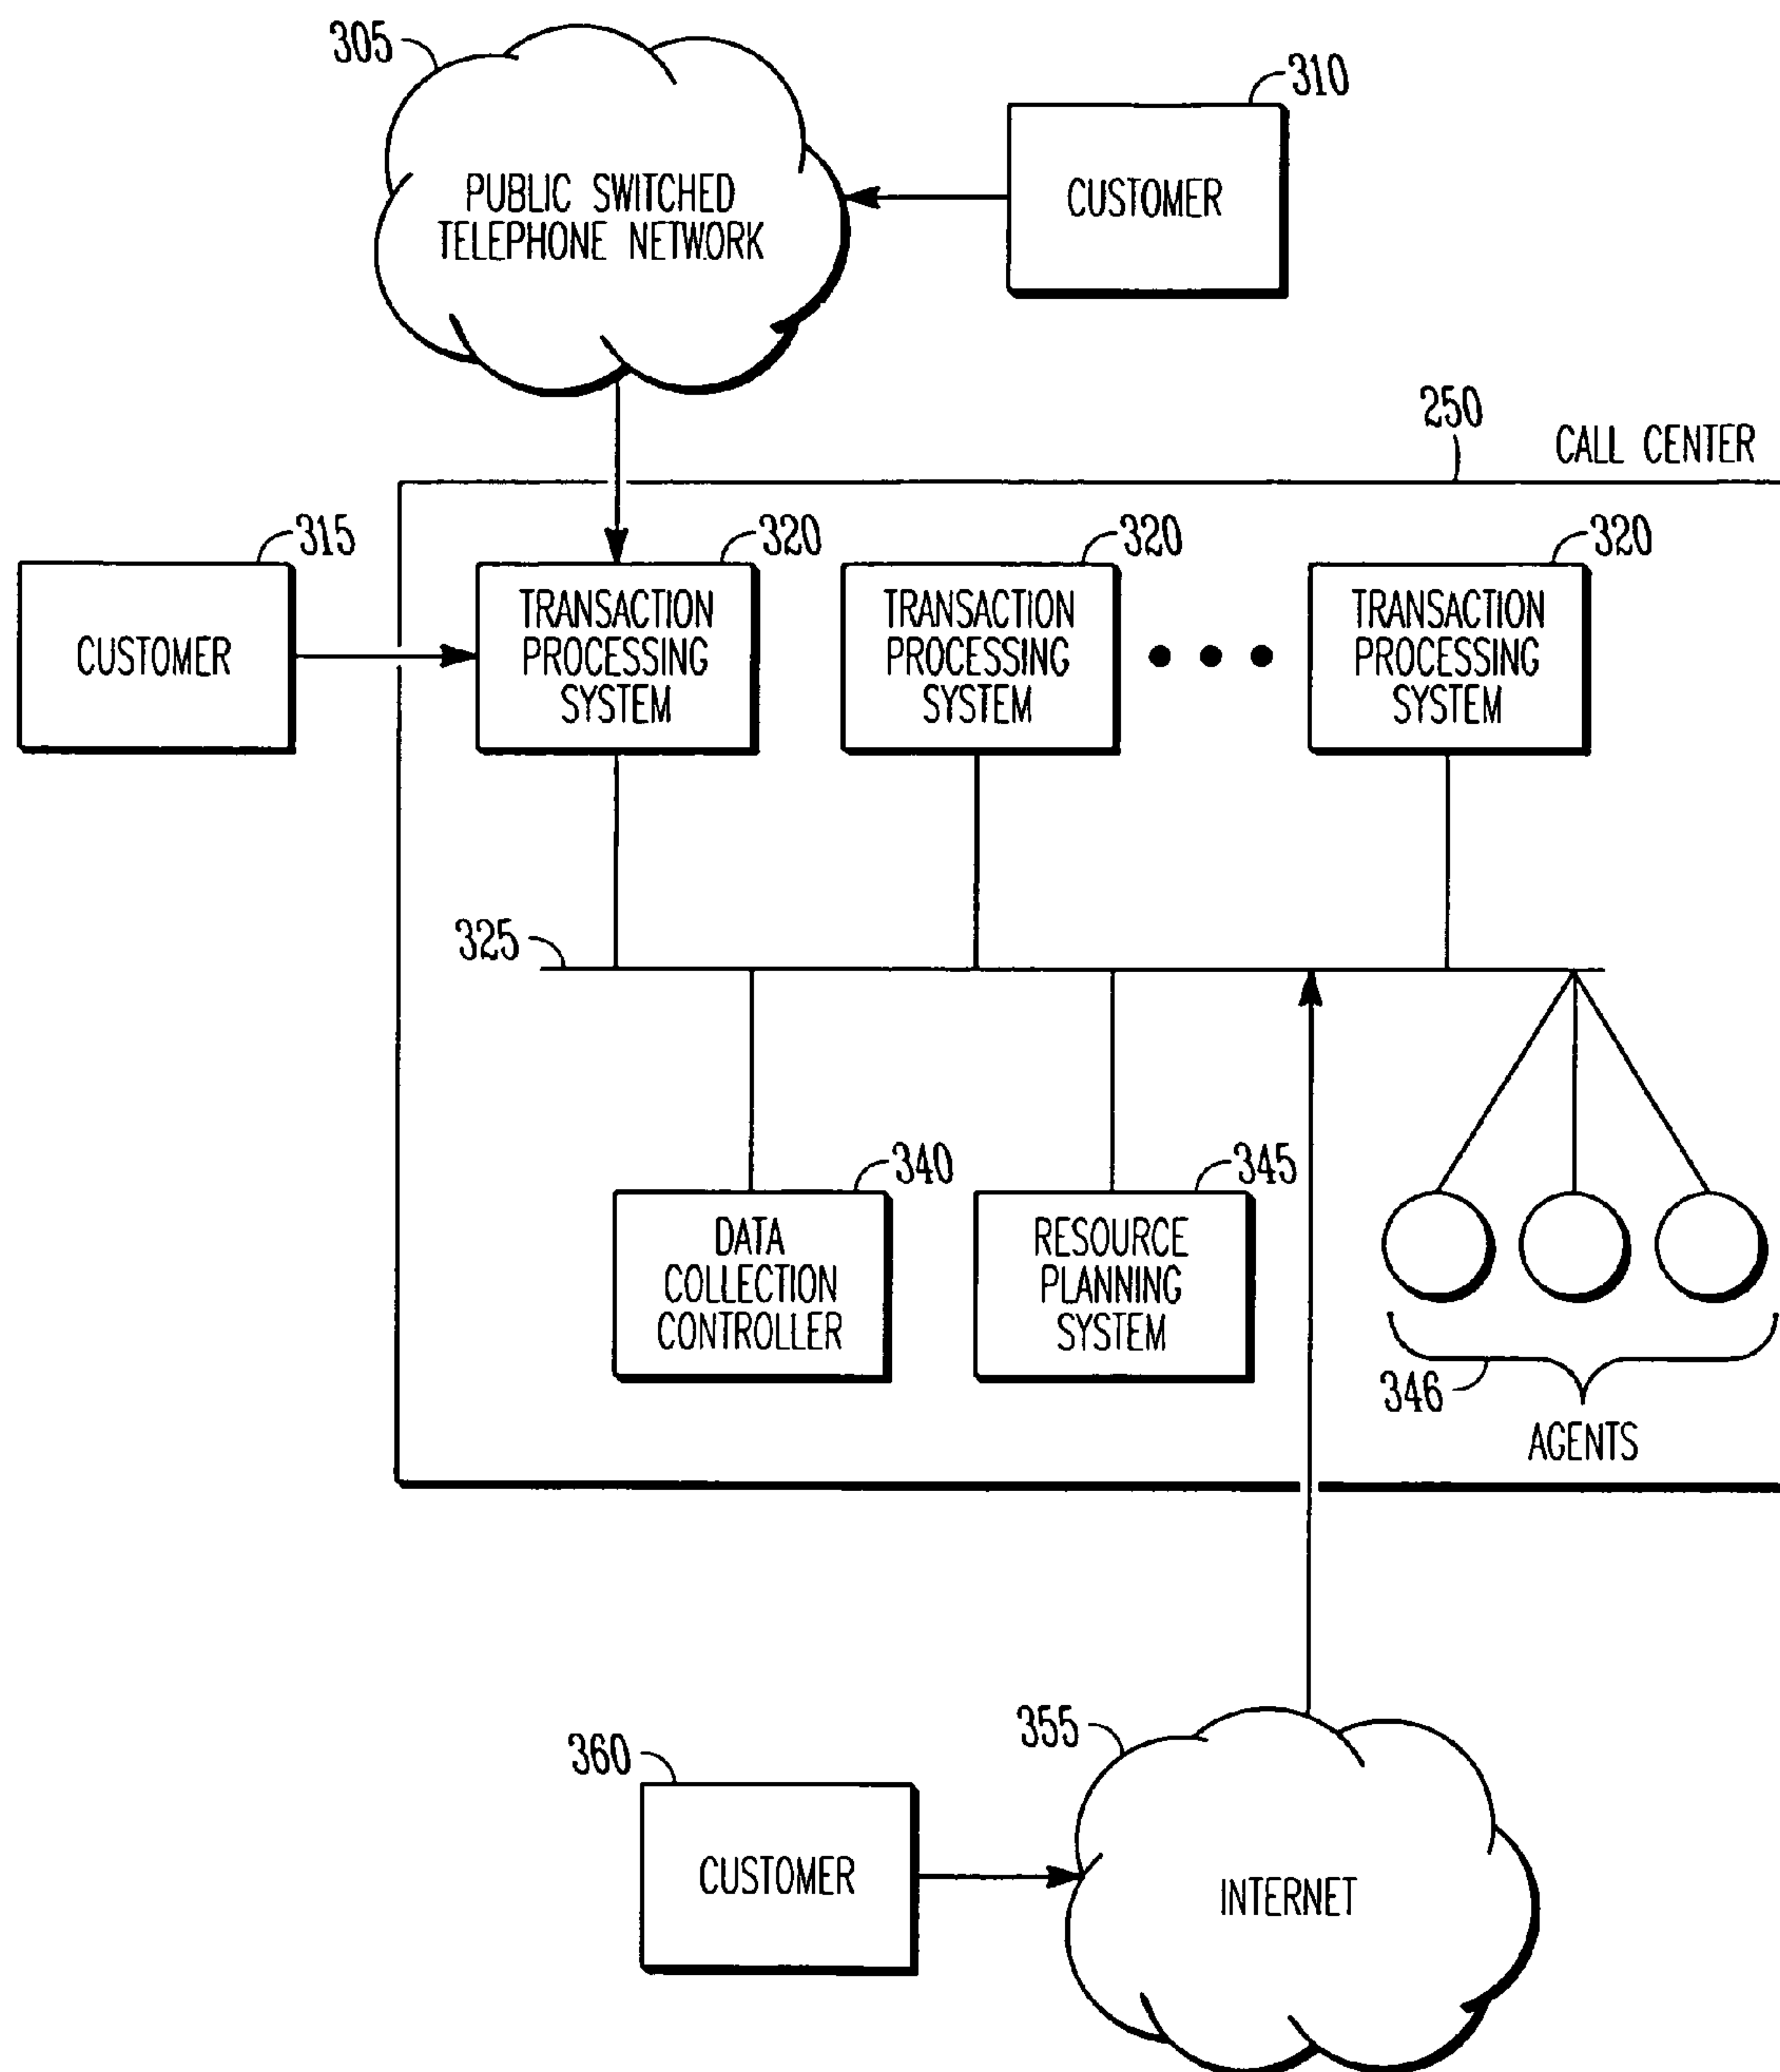 305
310
PUBLIC SWITCHED
TELEPHONE NETWORK
CUSTOMER
250
CALL CENTER
315
320
320
320
CUSTOMER
TRANSACTION
PROCESSING
SYSTEM
TRANSACTION
PROCESSING
SYSTEM
TRANSACTION
PROCESSING
SYSTEM
325
340
345
DATA
COLLECTION
CONTROLLER
RESOURCE
PLANNING
SYSTEM
346
AGENTS
355
360
CUSTOMER
INTERNET